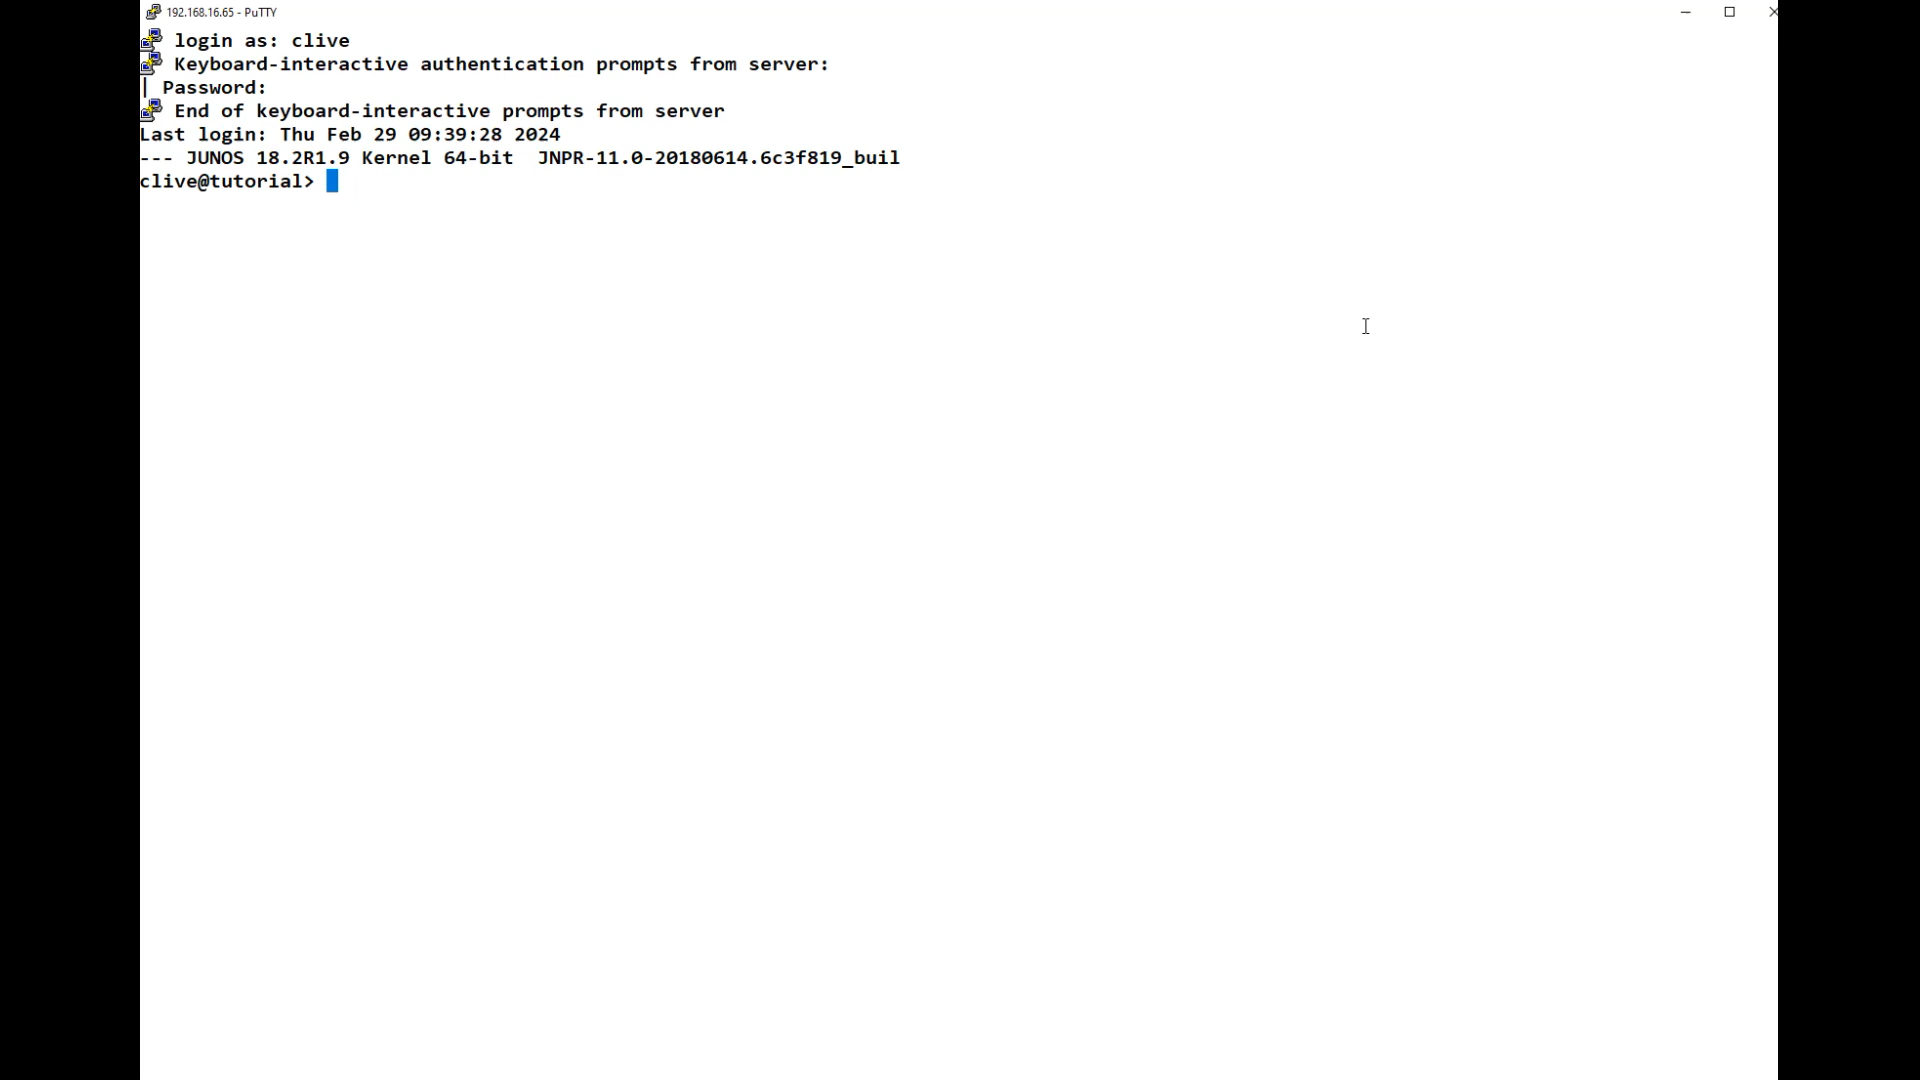 192.168.16.65 - PuTTY
login as: clive
Keyboard-interactive authentication prompts from server:
| Password:
End of keyboard-interactive prompts from server
Last login: Thu Feb 29 09:39:28 2024
--- JUNOS 18.2R1.9 Kernel 64-bit  JNPR-11.0-20180614.6c3f819_buil
clive@tutorial>